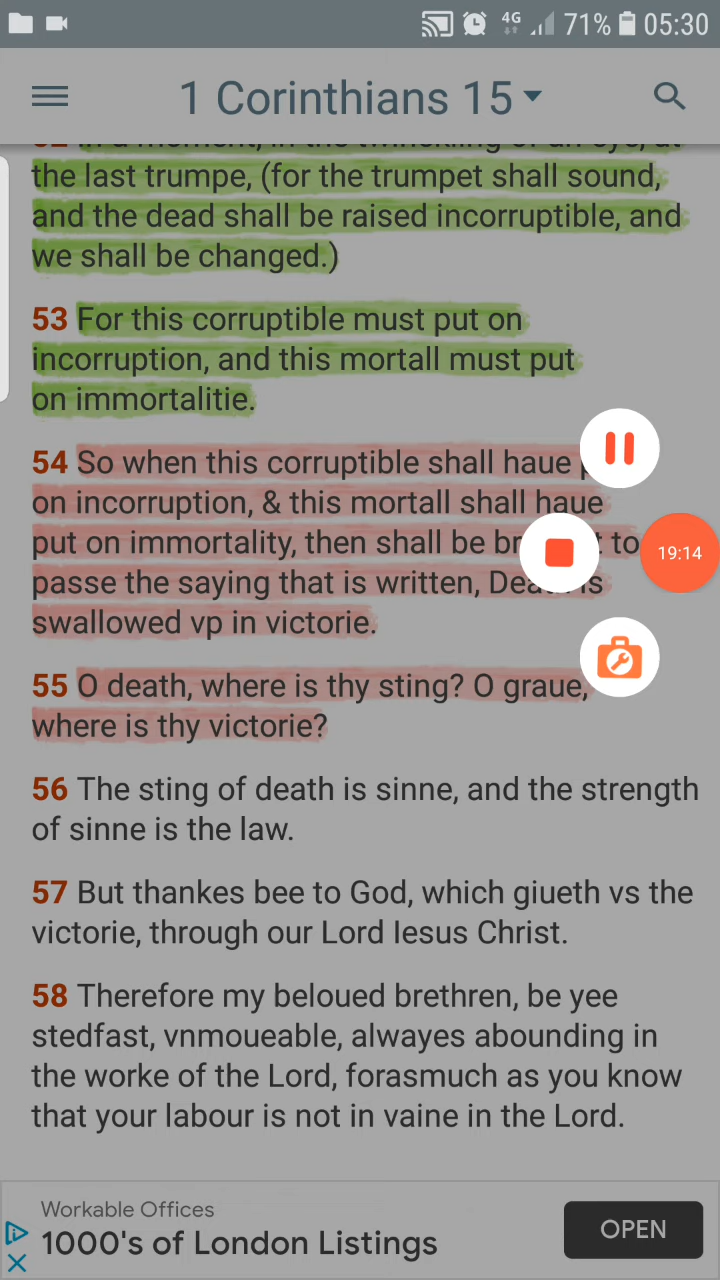 71% 05:30
4G
1 Corinthians 15
the last trumpe, (for the trumpet shall sound,
and the dead shall be raised incorruptible, and
we shall be changed.)
53 For this corruptible must put on
incorruption, and this mortall must put
on immortalitie.
54 So when this corruptible shall haue
on incorruption, & this mortall shall haue
put on immortality, then shall be to
19:14
passe the saying that is written, is
swallowed vp in victorie.
55 O death, where is thy sting? O graue,
where is thy victorie?
56 The sting of death is sinne, and the strength
of sinne is the law.
57 But thankes bee to God, which giueth vs the
victorie, through our Lord Iesus Christ.
58 Therefore my beloued brethren, be yee
stedfast, vnmoueable, alwayes abounding in
the worke of the Lord, forasmuch as you know
that your labour is not in vaine in the Lord.
Workable Offices
1000's of London Listings
OPEN